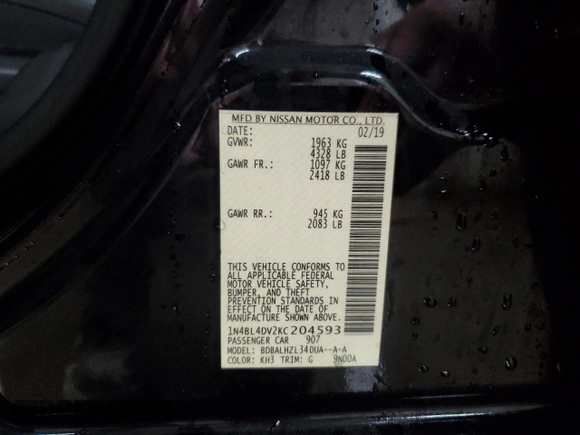 MFD BY NISSAN MOTOR CO., LTD.
DATE: 02/19
GVWR: 1963 KG
4328 LB
GAWR FR.: 1097 KG
2418 LB
GAWR RR.: 945 KG
2083 LB
THIS VEHICLE CONFORMS TO
ALL APPLICABLE FEDERAL
MOTOR VEHICLE SAFETY,
BUMPER, AND THEFT
PREVENTION STANDARDS IN
EFFECT ON THE DATE OF
MANUFACTURE SHOWN ABOVE.
1N4BL4DV2KC204593
PASSENGER CAR 907
MODEL: BDBALHZL34DUA--A-A
COLOR: KH3 TRIM: G 9N00A